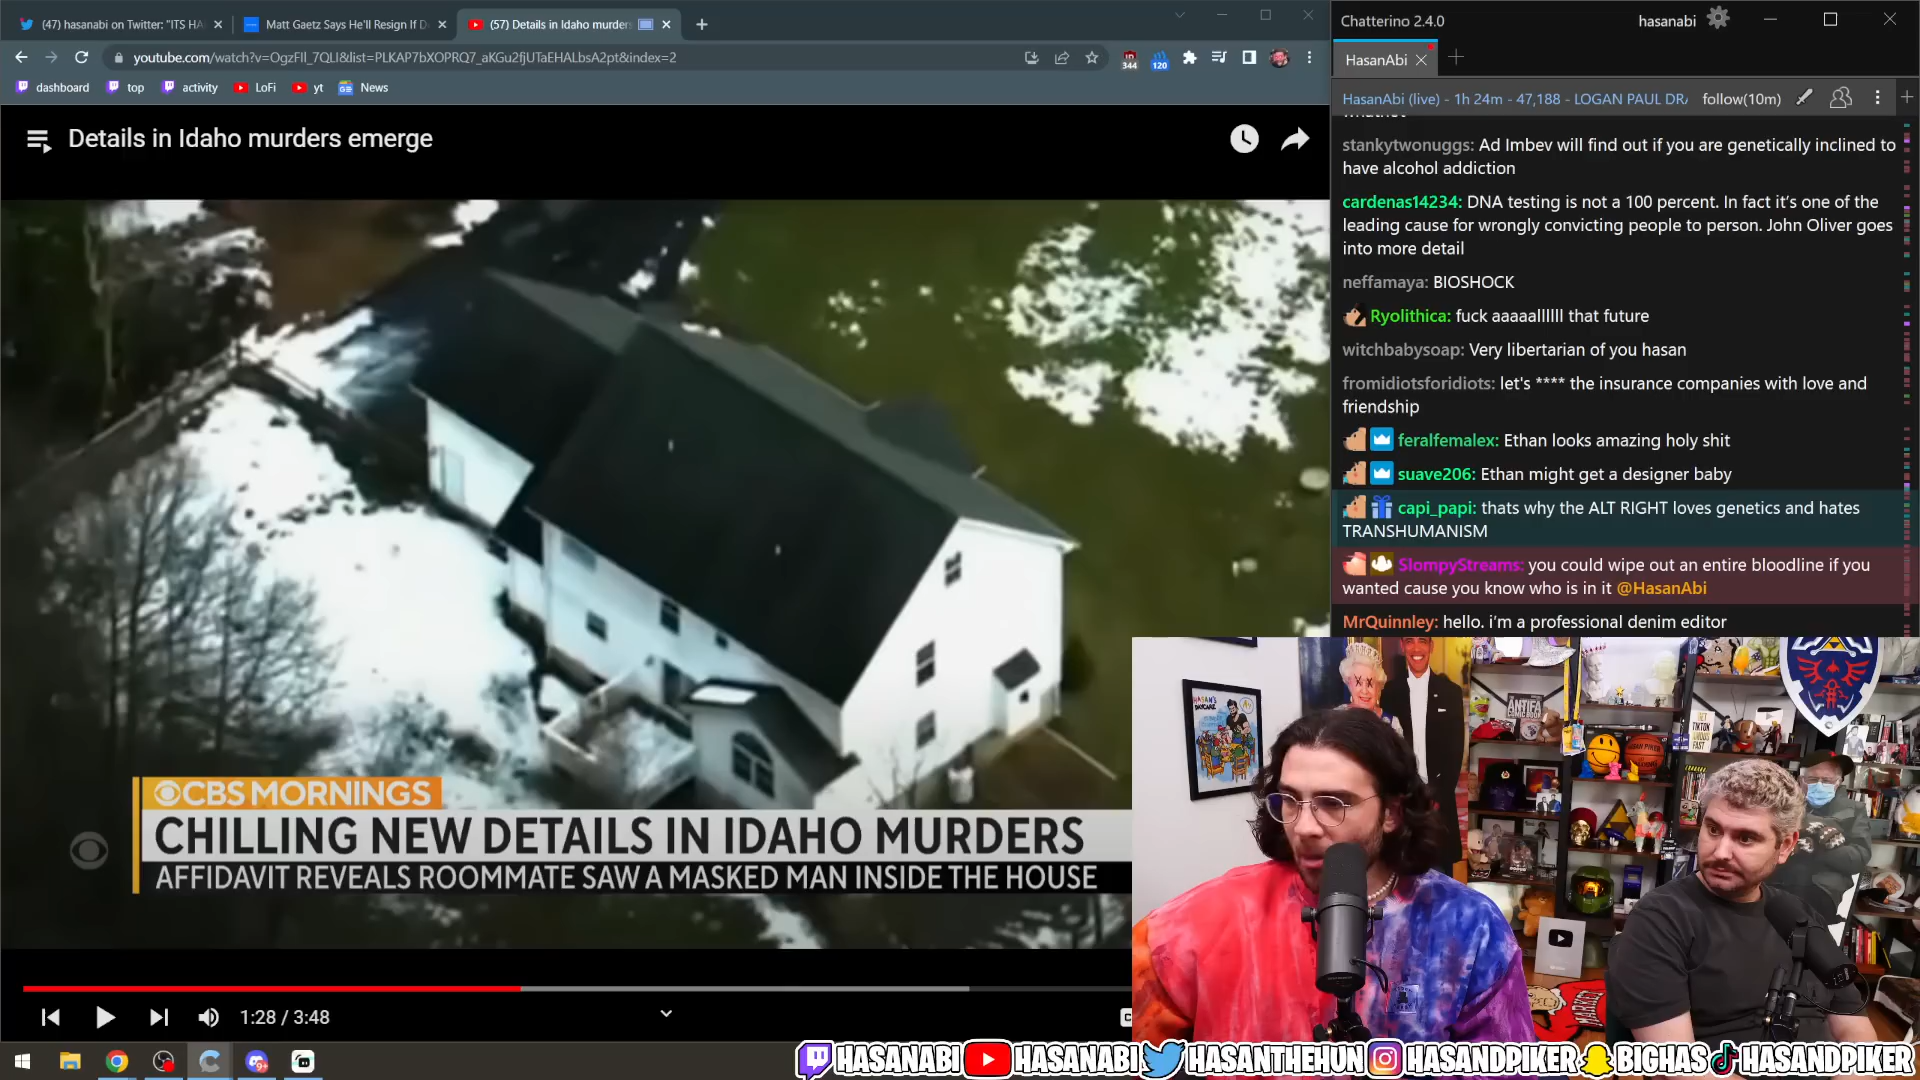 (47) hasanabi on Twitter: "ITS HA
Matt Gaetz Says He'll Resign If D
(57) Details in Idaho murders
youtube.com/watch?v=OgzFIl_7QLI&list=PLKAP7bXOPRQ7_aKGu2fjUTaEHALbsA2pt&index=2
344
120
dashboard
top
activity
LoFi
yt
News
Details in Idaho murders emerge
CBS MORNINGS
CHILLING NEW DETAILS IN IDAHO MURDERS
AFFIDAVIT REVEALS ROOMMATE SAW A MASKED MAN INSIDE THE HOUSE
1:28 / 3:48
Chatterino 2.4.0
hasanabi
HasanAbi
HasanAbi (live) - 1h 24m - 47,188 - LOGAN PAUL DRA
follow(10m)
whatnot
stankytwonuggs: Ad Imbev will find out if you are genetically inclined to
have alcohol addiction
cardenas14234: DNA testing is not a 100 percent. In fact it's one of the
leading cause for wrongly convicting people to person. John Oliver goes
into more detail
neffamaya: BIOSHOCK
Ryolithica: fuck aaaaallllll that future
witchbabysoap: Very libertarian of you hasan
fromidiotsforidiots: let's **** the insurance companies with love and
friendship
feralfemalex: Ethan looks amazing holy shit
suave206: Ethan might get a designer baby
capi_papi: thats why the ALT RIGHT loves genetics and hates
TRANSHUMANISM
SlompyStreams: you could wipe out an entire bloodline if you
wanted cause you know who is in it @HasanAbi
MrQuinnley: hello. i'm a professional denim editor
ANTIFA
HASANABI
HASANABI
HASANTHEHUN
HASANDPIKER
BIGHAS
HASANDPIKER